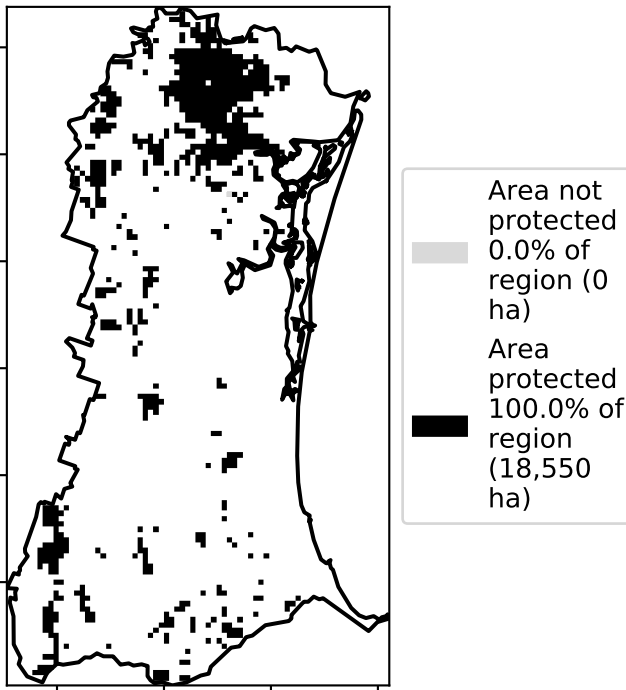 Area not
protected
0.0% of
region (0
ha)
Area
protected
100.0% of
region
(18,550
ha)